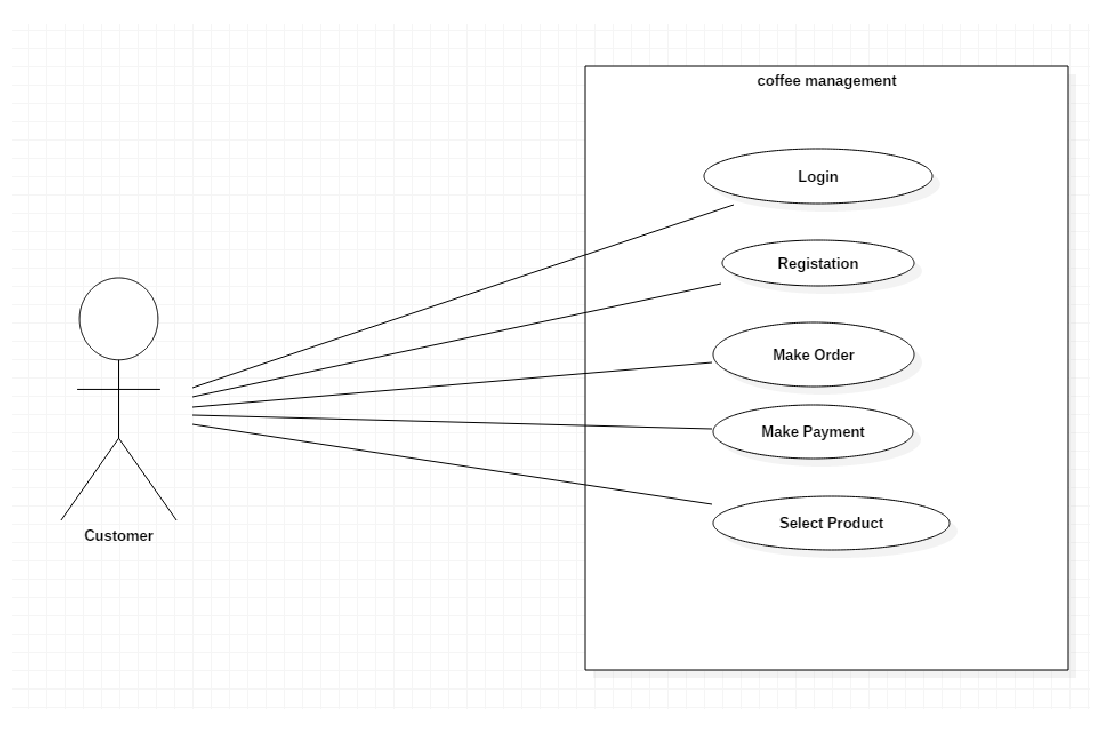 coffee management
Login
Registation
Make Order
Make Payment
Select Product
Customer